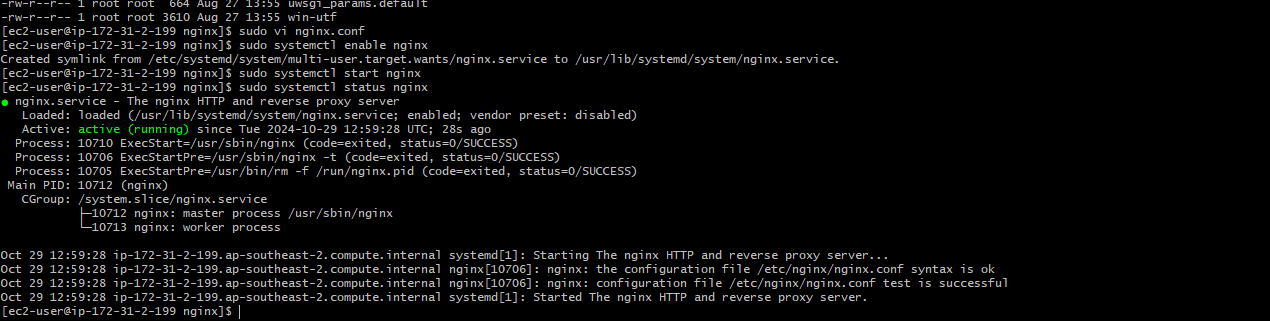 -rw-r--r-- 1 root root  664 Aug 27 13:55 uwsgi_params.default
-rw-r--r-- 1 root root 3610 Aug 27 13:55 win-utf
[ec2-user@ip-172-31-2-199 nginx]$ sudo vi nginx.conf
[ec2-user@ip-172-31-2-199 nginx]$ sudo systemctl enable nginx
Created symlink from /etc/systemd/system/multi-user.target.wants/nginx.service to /usr/lib/systemd/system/nginx.service.
[ec2-user@ip-172-31-2-199 nginx]$ sudo systemctl start nginx
[ec2-user@ip-172-31-2-199 nginx]$ sudo systemctl status nginx
● nginx.service - The nginx HTTP and reverse proxy server
   Loaded: loaded (/usr/lib/systemd/system/nginx.service; enabled; vendor preset: disabled)
   Active: active (running) since Tue 2024-10-29 12:59:28 UTC; 28s ago
  Process: 10710 ExecStart=/usr/sbin/nginx (code=exited, status=0/SUCCESS)
  Process: 10706 ExecStartPre=/usr/sbin/nginx -t (code=exited, status=0/SUCCESS)
  Process: 10705 ExecStartPre=/usr/bin/rm -f /run/nginx.pid (code=exited, status=0/SUCCESS)
 Main PID: 10712 (nginx)
   CGroup: /system.slice/nginx.service
           ├─10712 nginx: master process /usr/sbin/nginx
           └─10713 nginx: worker process

Oct 29 12:59:28 ip-172-31-2-199.ap-southeast-2.compute.internal systemd[1]: Starting The nginx HTTP and reverse proxy server...
Oct 29 12:59:28 ip-172-31-2-199.ap-southeast-2.compute.internal nginx[10706]: nginx: the configuration file /etc/nginx/nginx.conf syntax is ok
Oct 29 12:59:28 ip-172-31-2-199.ap-southeast-2.compute.internal nginx[10706]: nginx: configuration file /etc/nginx/nginx.conf test is successful
Oct 29 12:59:28 ip-172-31-2-199.ap-southeast-2.compute.internal systemd[1]: Started The nginx HTTP and reverse proxy server.
[ec2-user@ip-172-31-2-199 nginx]$